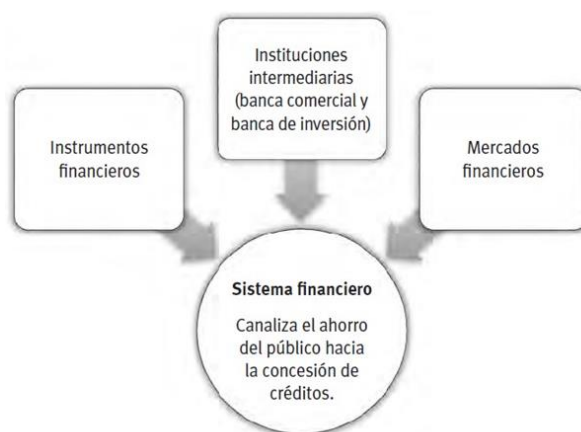 Instituciones
intermediarias
(banca comercial y
banca de inversión)
Instrumentos
financieros
Mercados
financieros
Sistema financiero
Canaliza el ahorro
del público hacia
la concesión de
créditos.